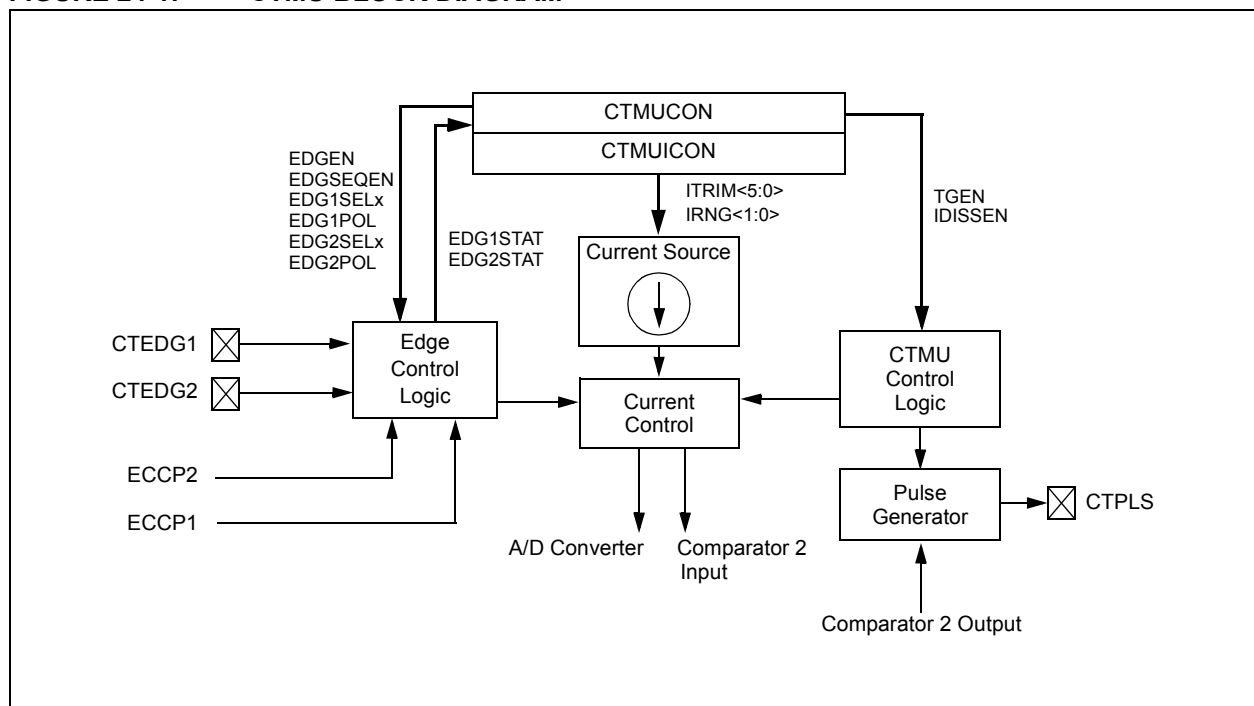 CTMUCON
CTMUICON
EDGEN
EDGSEQEN
EDG1SELx
EDG1POL
EDG2SELx
EDG2POL
EDG1STAT
EDG2STAT
ITRIM<5:0>
IRNG<1:0>
TGEN
IDISSEN
Current Source
CTEDG1
CTEDG2
Edge
Control
Logic
Current
Control
CTMU
Control
Logic
ECCP2
ECCP1
Pulse
Generator
CTPLS
A/D Converter
Comparator 2
Input
Comparator 2 Output